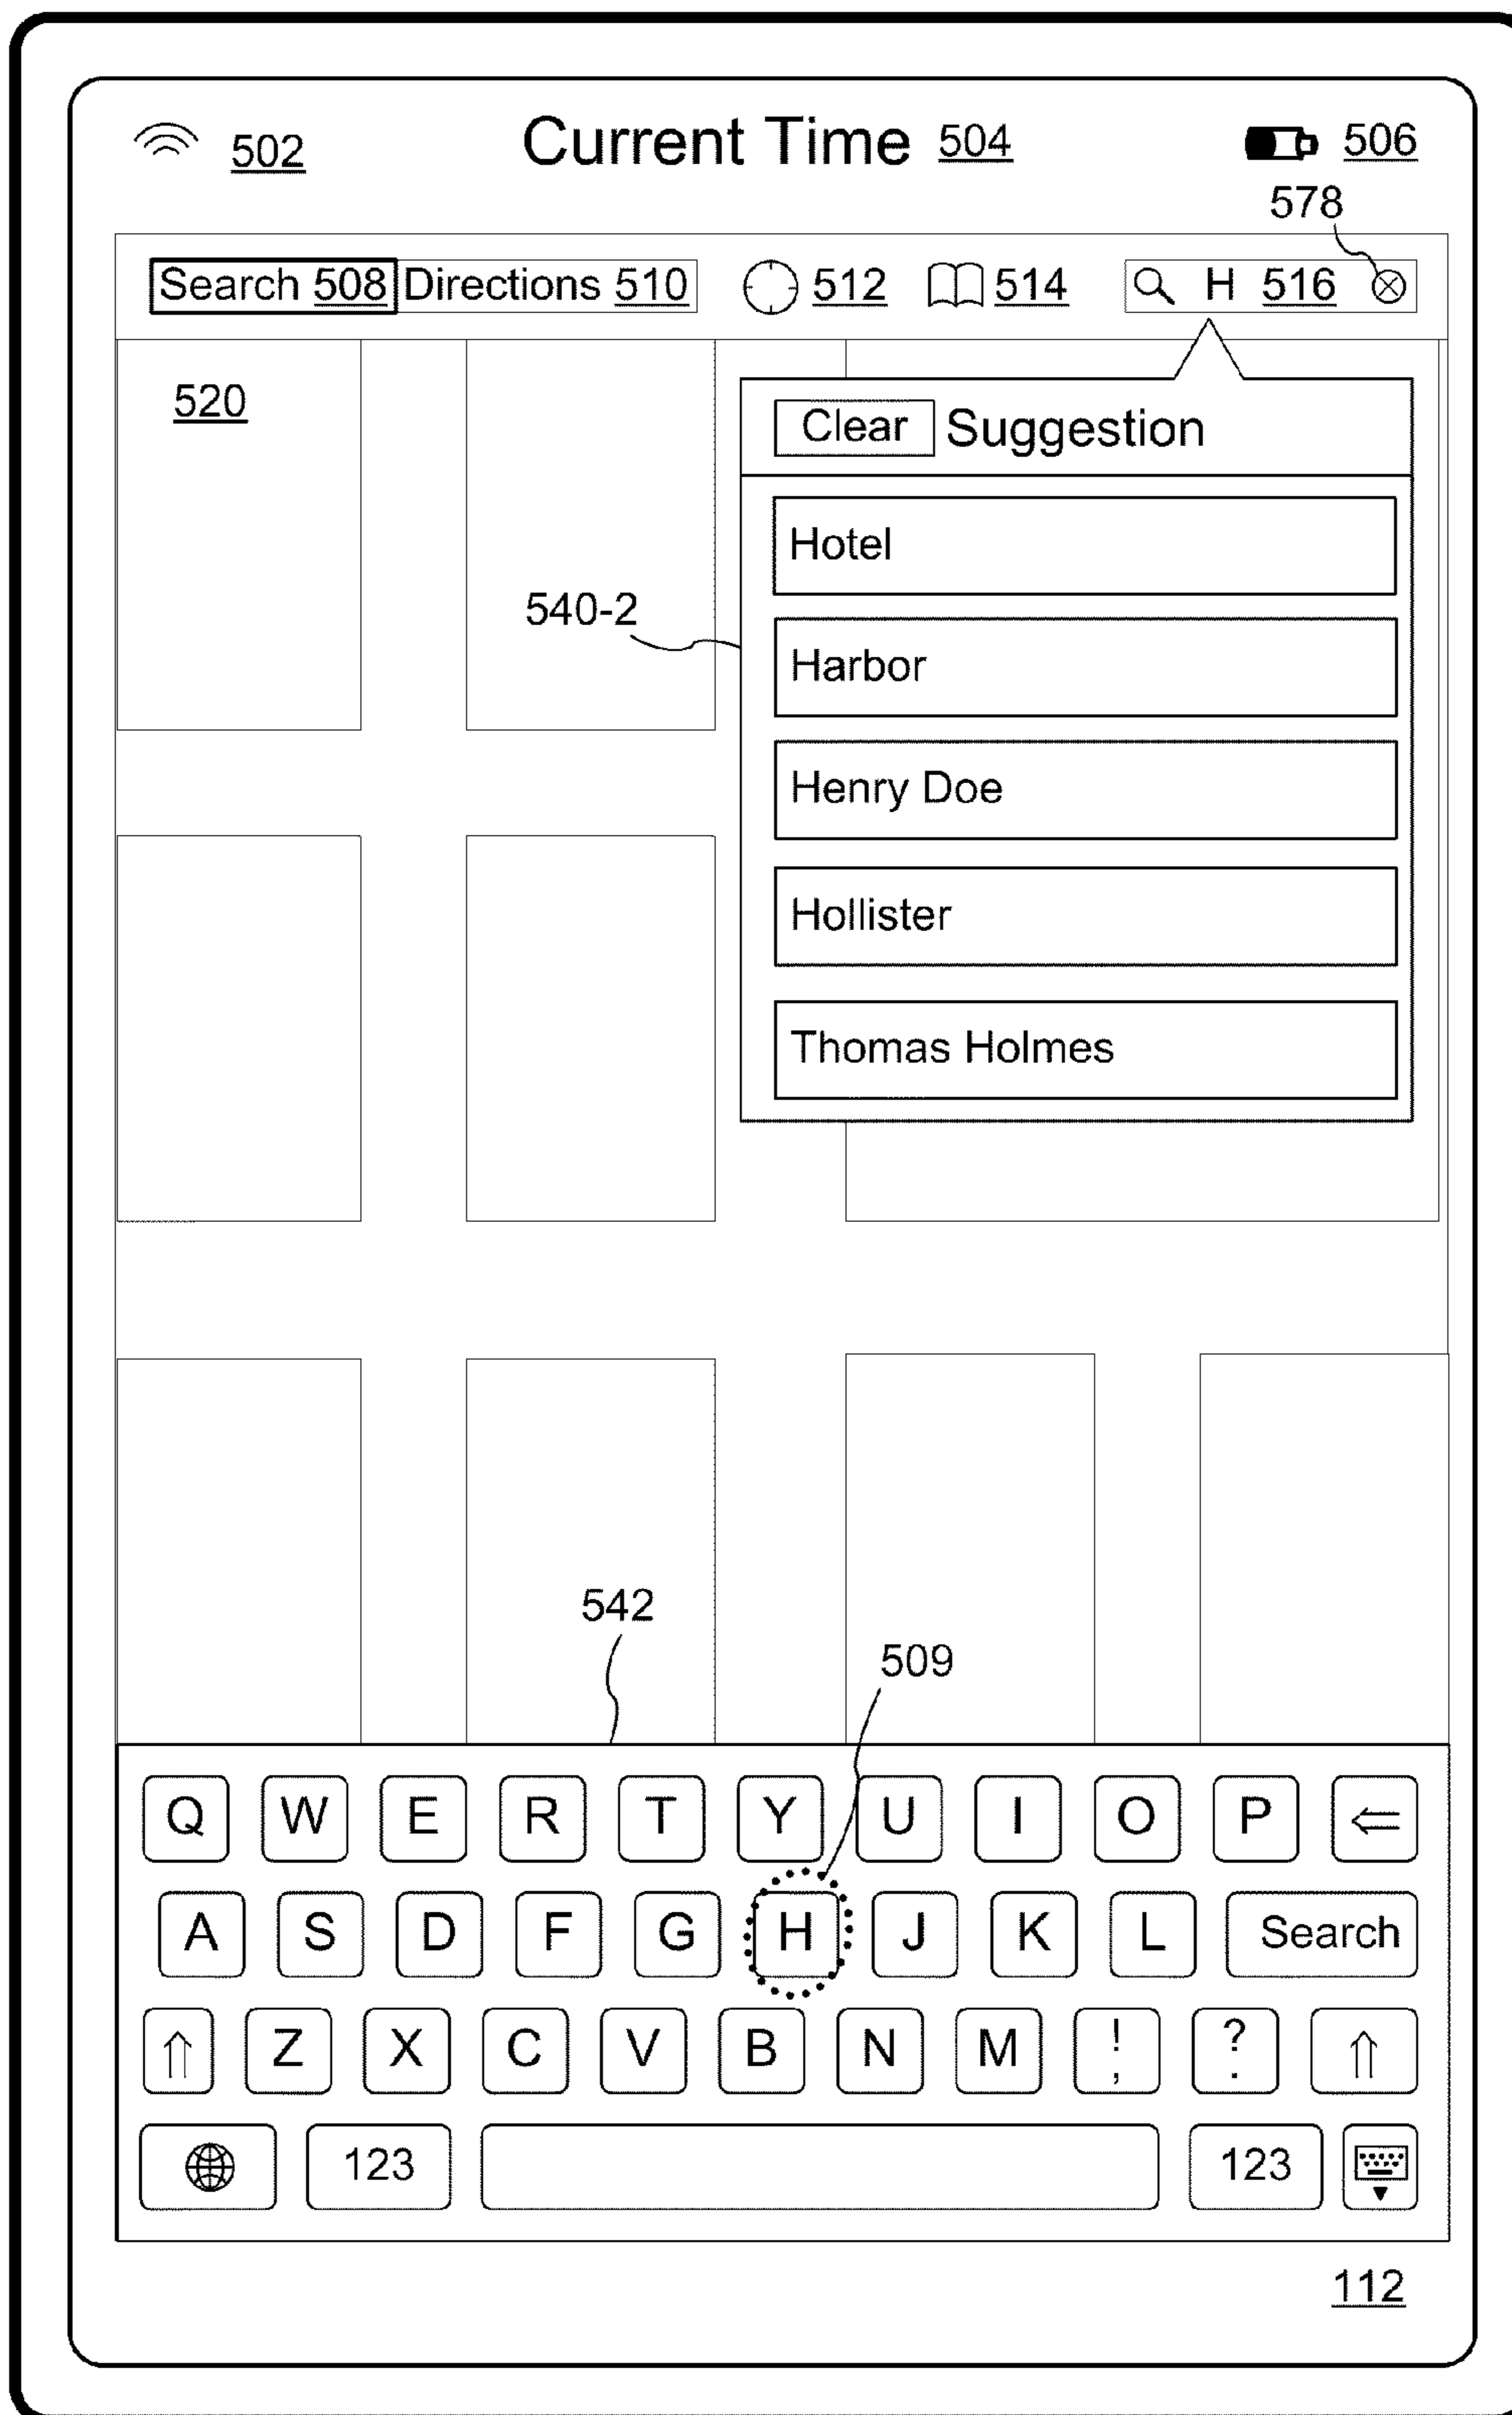 502 Current Time 504 506
578
Search 508 Directions 510 512 514 H 516
520
Clear Suggestion
Hotel
540-2
Harbor
Henry Doe
Hollister
Thomas Holmes
542
509
Q W E R T Y U I O P ⇐
A S D F G H J K L Search
⇑ Z X C V B N M ! , ? . ⇑
123 123
112